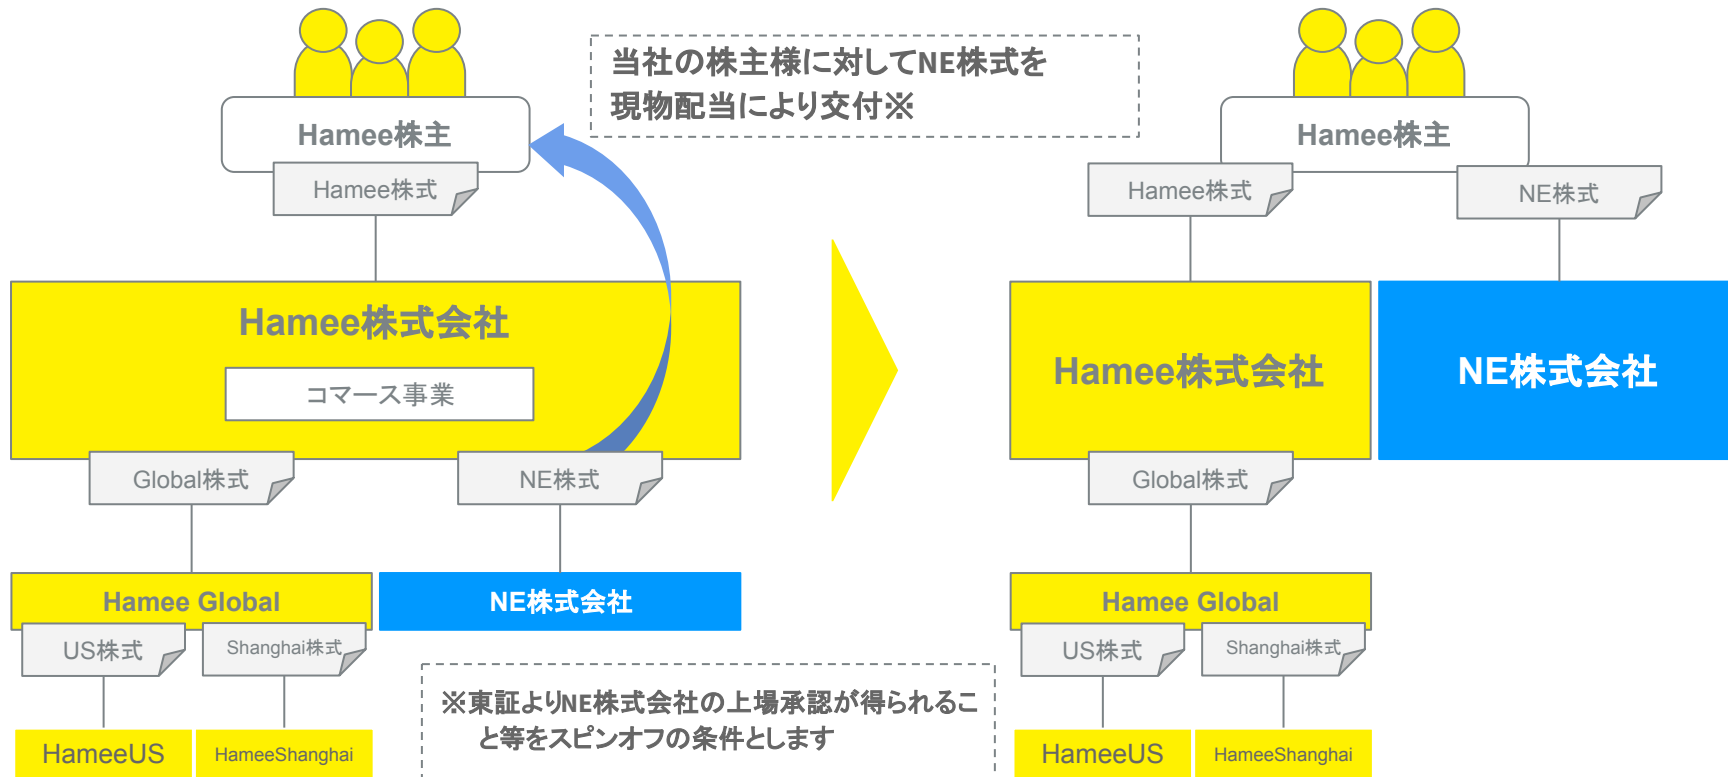 当社の株主様に対してNE株式を
現物配当により交付※
Hamee株主
Hamee株式
Hamee株式会社
コマース事業
Global株式
NE株式
Hamee Global
NE株式会社
US株式
Shanghai株式
HameeUS
HameeShanghai
※東証よりNE株式会社の上場承認が得られるこ
と等をスピンオフの条件とします
Hamee株主
Hamee株式
NE株式
Hamee株式会社
NE株式会社
Global株式
Hamee Global
US株式
Shanghai株式
HameeUS
HameeShanghai